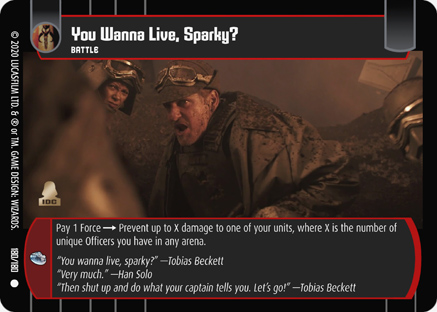 You Wanna Live, Sparky?
BATTLE
© 2020 LUCASFILM LTD. & ® or TM. GAME DESIGN: WIZARDS.
180/180
IDC
Pay 1 Force → Prevent up to X damage to one of your units, where X is the number of
unique Officers you have in any arena.
"You wanna live, sparky?" —Tobias Beckett
"Very much." —Han Solo
"Then shut up and do what your captain tells you. Let's go!" —Tobias Beckett